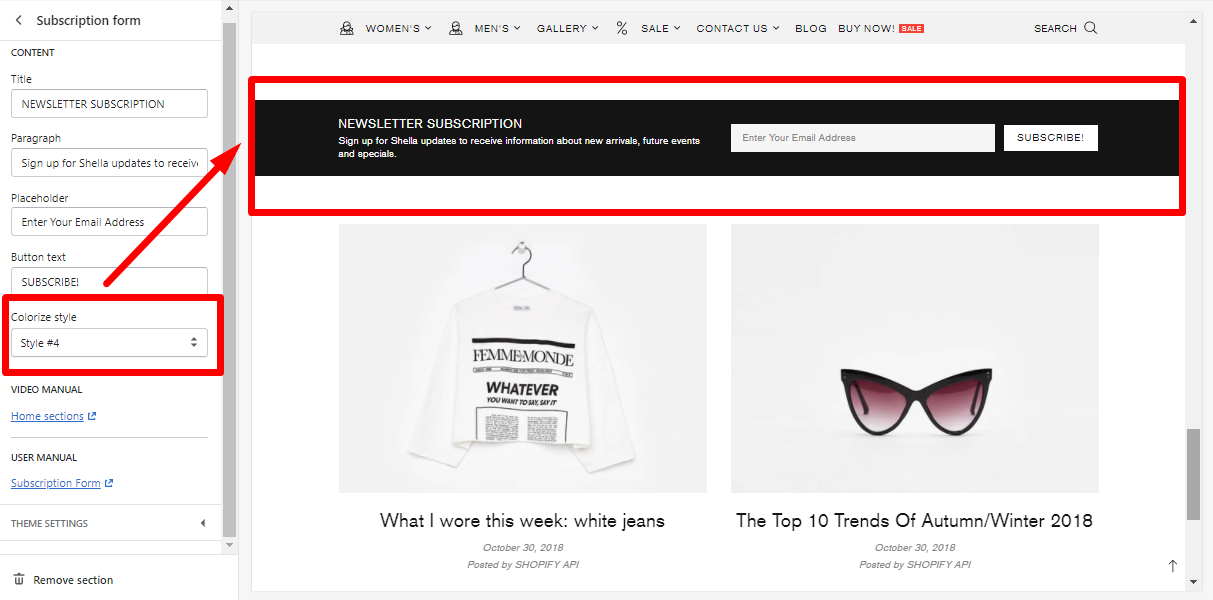 Subscription form
CONTENT
Title
NEWSLETTER SUBSCRIPTION
Paragraph
Sign up for Shella updates to receive
Placeholder
Enter Your Email Address
Button text
SUBSCRIBE!
Colorize style
Style #4
VIDEO MANUAL
Home sections
USER MANUAL
Subscription Form
THEME SETTINGS
Remove section
WOMEN'S MEN'S GALLERY % SALE CONTACT US BLOG BUY NOW! SALE SEARCH
NEWSLETTER SUBSCRIPTION
Sign up for Shella updates to receive information about new arrivals, future events
and specials.
Enter Your Email Address
SUBSCRIBE!
FEMME MONDE
WHATEVER
YOU WANT TO SAY, SAY IT
What I wore this week: white jeans
October 30, 2018
Posted by SHOPIFY API
The Top 10 Trends Of Autumn/Winter 2018
October 30, 2018
Posted by SHOPIFY API